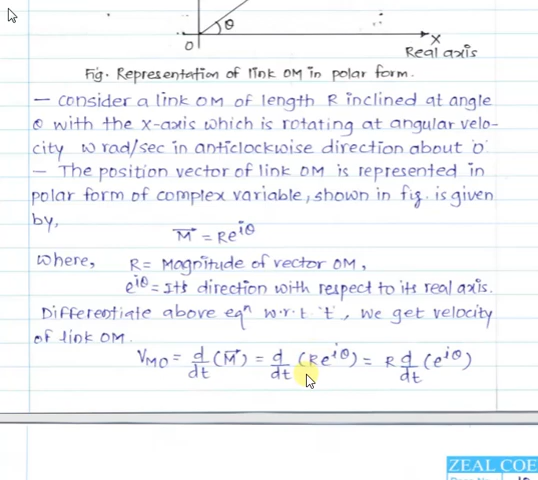 θ
O
X
Real axis
Fig. Representation of link OM in polar form.
– Consider a link OM of length R inclined at angle
θ with the x-axis which is rotating at angular velo-
city w rad/sec in anticlockwise direction about 'O'
– The position vector of link OM is represented in
polar form of complex variable, shown in fig. is given
by,
M⃗ = Re^{iθ}
where, R = Magnitude of vector OM,
e^{iθ} = Its direction with respect to its real axis.
Differentiate above eqn w.r.t. 't', we get velocity
of link OM.
V_{MO} = d/dt (M⃗) = d/dt (Re^{iθ}) = R d/dt (e^{iθ})
ZEAL COE